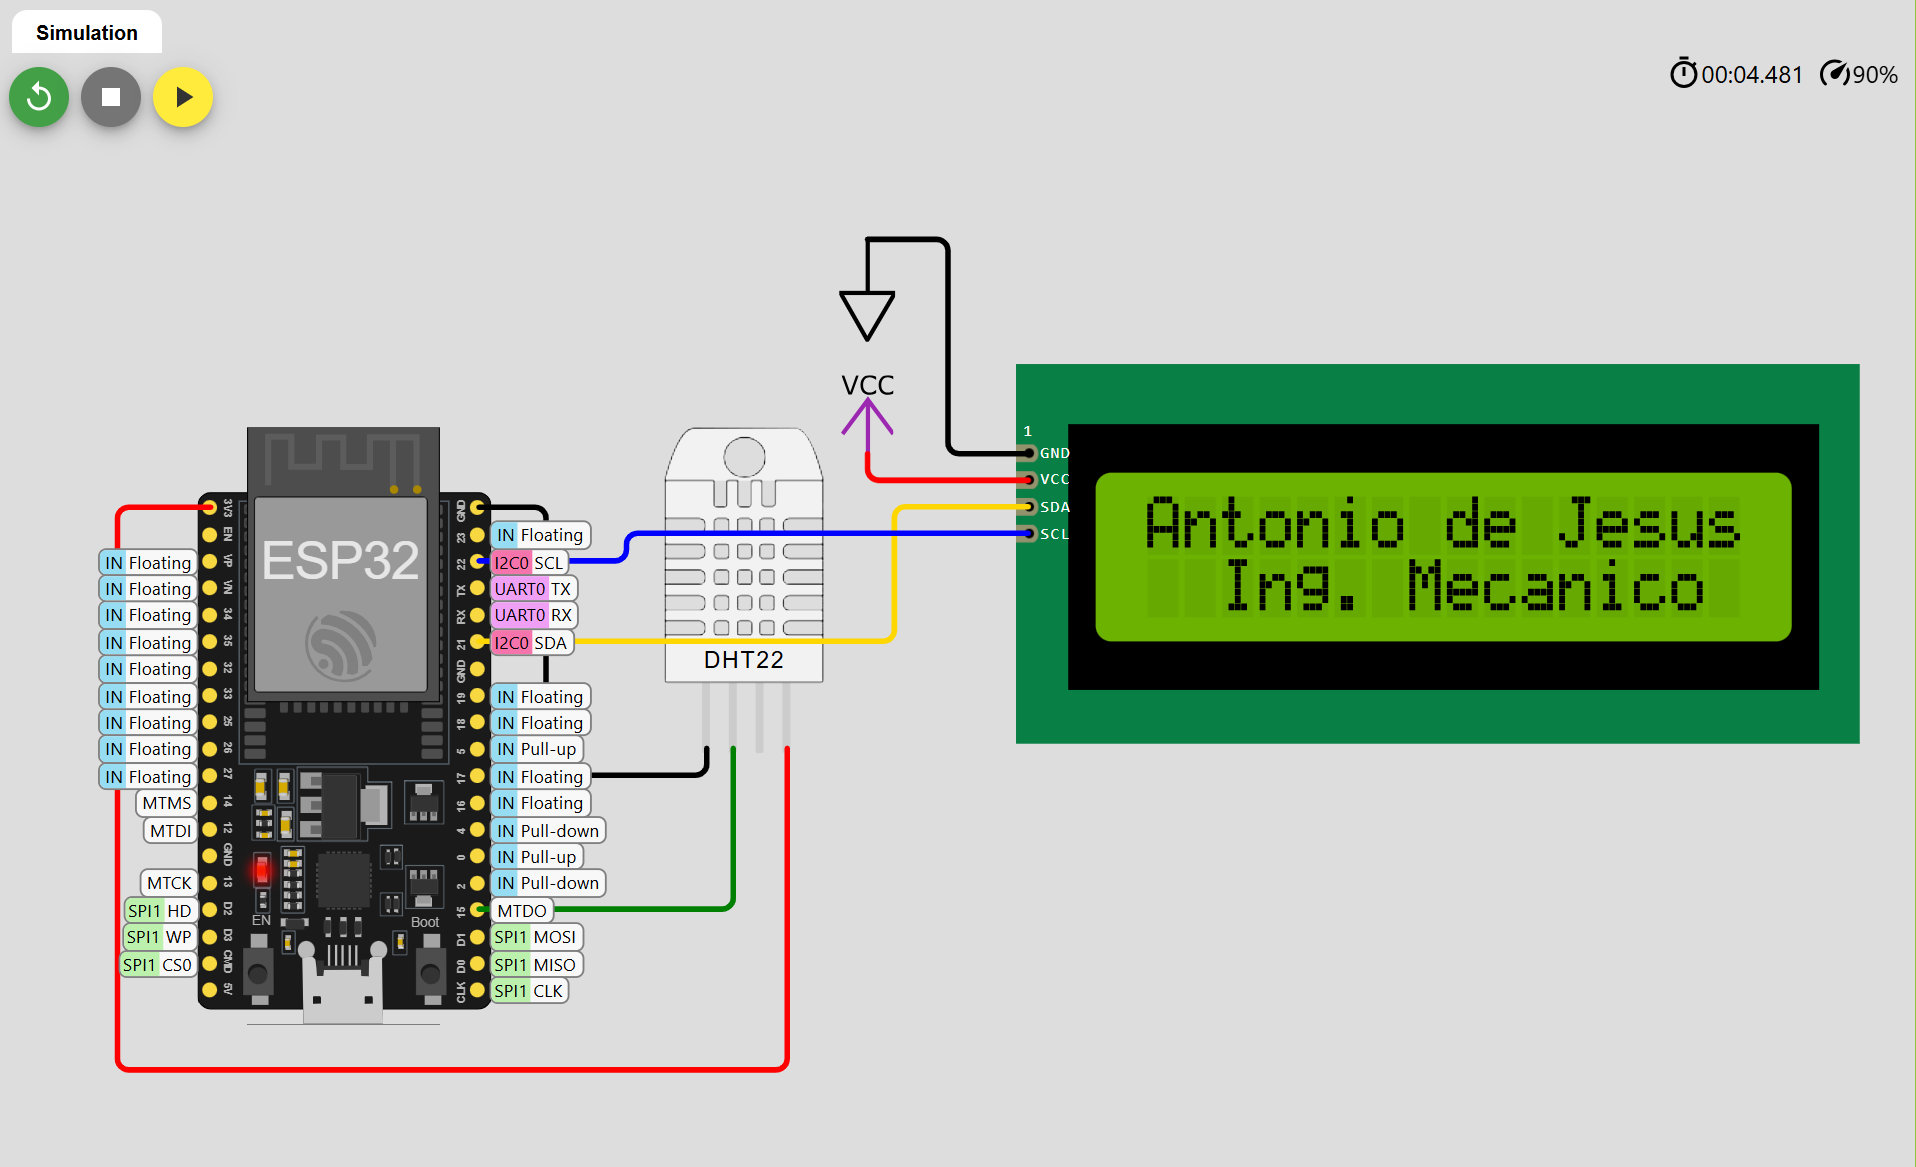 Simulation
00:04.481 90%
VCC
1
GND
VCC
SDA
SCL
Antonio de Jesus
Ing. Mecanico
ESP32
DHT22
3V3
EN
VP
VN
34
35
32
33
25
26
27
14
12
GND
13
D2
D3
CMD
5V
GND
23
22
TX
RX
21
GND
19
18
5
17
16
4
0
2
15
D1
D0
CLK
IN Floating
IN Floating
IN Floating
IN Floating
IN Floating
IN Floating
IN Floating
IN Floating
IN Floating
MTMS
MTDI
MTCK
SPI1 HD
SPI1 WP
SPI1 CS0
IN Floating
I2C0 SCL
UART0 TX
UART0 RX
I2C0 SDA
IN Floating
IN Floating
IN Pull-up
IN Floating
IN Floating
IN Pull-down
IN Pull-up
IN Pull-down
MTDO
SPI1 MOSI
SPI1 MISO
SPI1 CLK
EN
Boot